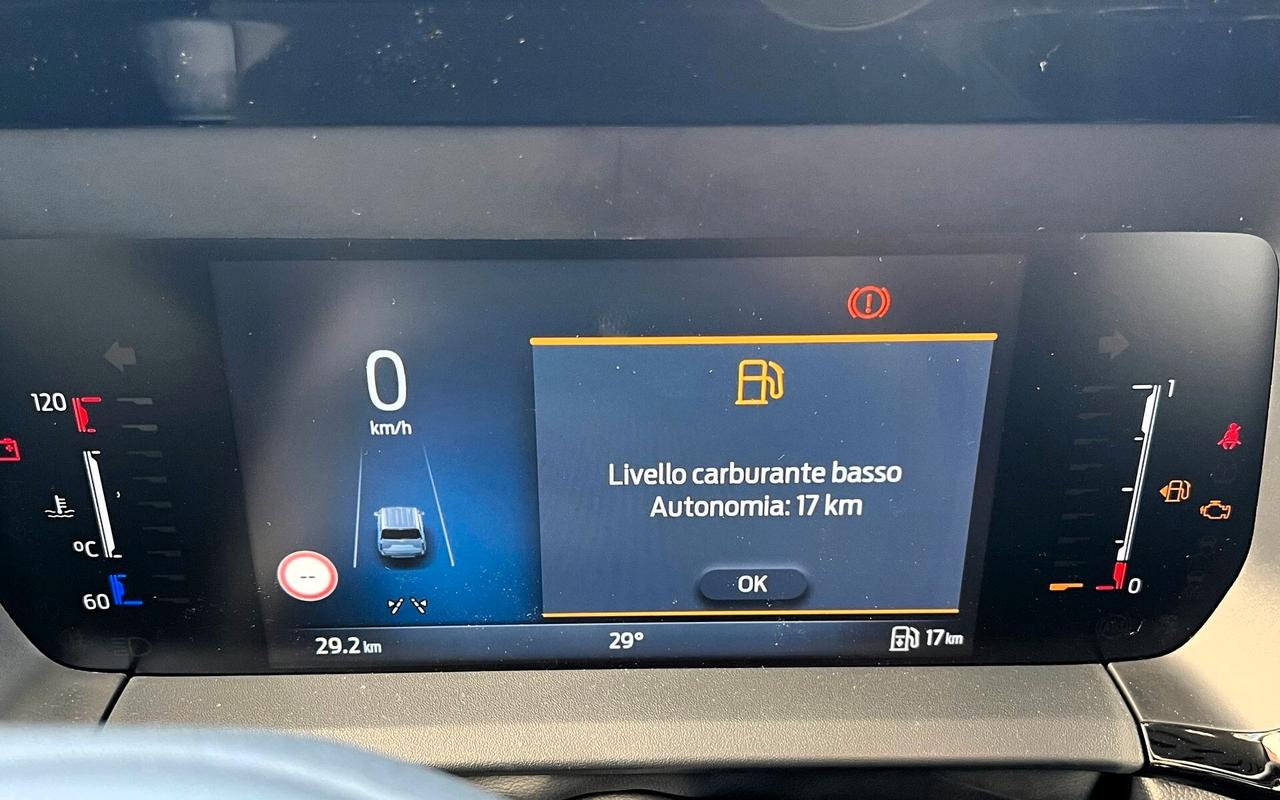 0
km/h
120
ºC
60
--
Livello carburante basso
Autonomia: 17 km
OK
1
0
29.2 km
29°
17 km